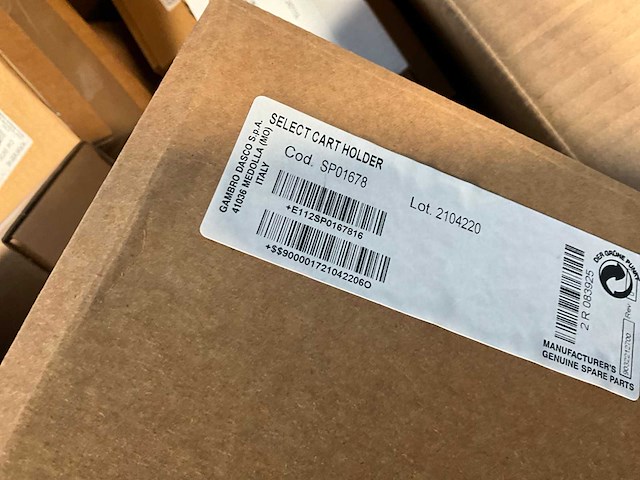 GAMBRO DASCO S.p.A.
41036 MEDOLLA (MO)
ITALY
SELECT CART HOLDER
Cod. SP01678
Lot. 2104220
+E112SP0167816
+$$900001721042206O
2 R 083925
DER GRÜNE PUNKT
MANUFACTURER'S
GENUINE SPARE PARTS
Rev.